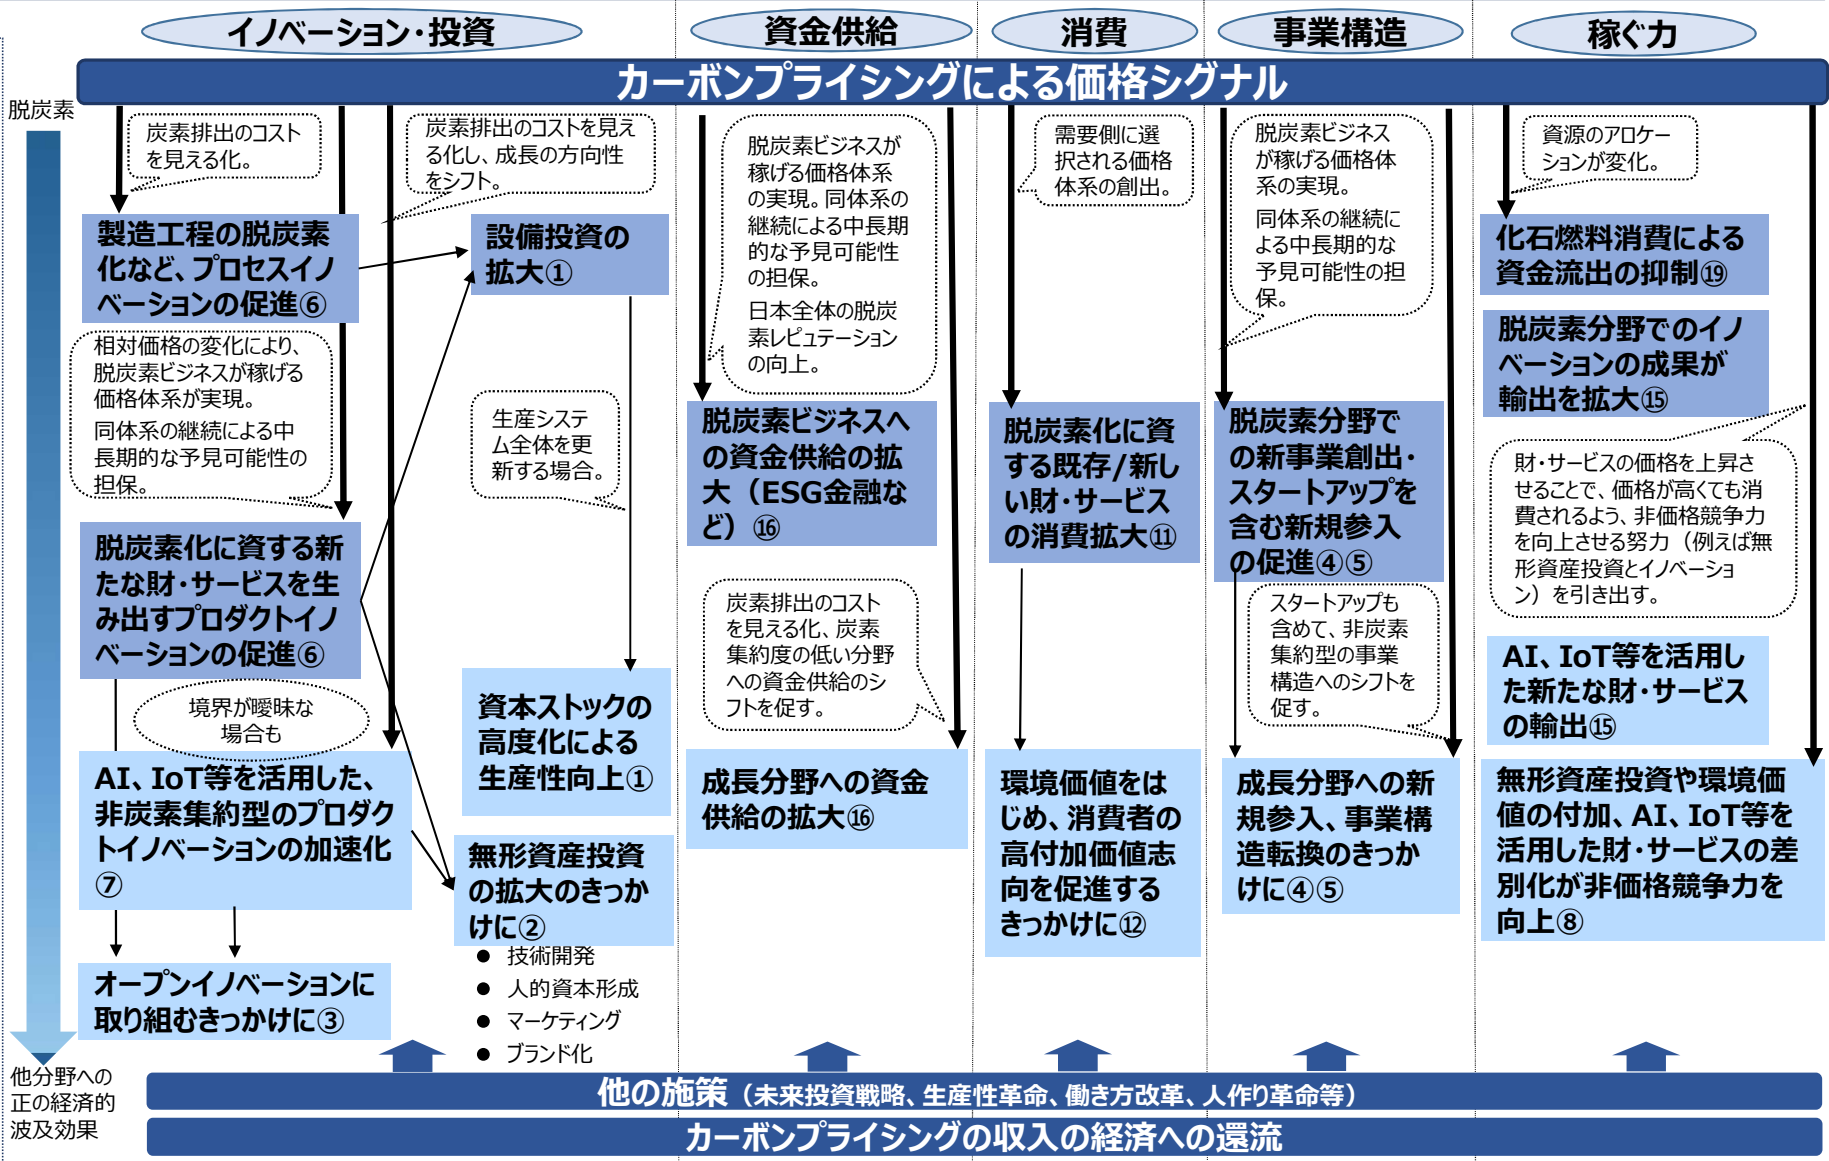 イノベーション・投資
資金供給
消費
事業構造
稼ぐ力
カーボンプライシングによる価格シグナル
脱炭素
炭素排出のコスト
を見える化。
炭素排出のコストを見え
る化し、成長の方向性
をシフト。
製造工程の脱炭素
化など、プロセスイノ
ベーションの促進⑥
設備投資の
拡大①
相対価格の変化により、
脱炭素ビジネスが稼げる
価格体系が実現。
同体系の継続による中
長期的な予見可能性の
担保。
生産システ
ム全体を更
新する場合。
脱炭素化に資する新
たな財・サービスを生
み出すプロダクトイノ
ベーションの促進⑥
境界が曖昧な
場合も
資本ストックの
高度化による
生産性向上①
AI、IoT等を活用した、
非炭素集約型のプロダク
トイノベーションの加速化
⑦
無形資産投資
の拡大のきっか
けに②
● 技術開発
● 人的資本形成
● マーケティング
● ブランド化
オープンイノベーションに
取り組むきっかけに③
脱炭素ビジネスが
稼げる価格体系
の実現。同体系の
継続による中長期
的な予見可能性
の担保。
日本全体の脱炭
素レピュテーション
の向上。
脱炭素ビジネスへ
の資金供給の拡
大（ESG金融な
ど）⑯
炭素排出のコスト
を見える化、炭素
集約度の低い分野
への資金供給のシ
フトを促す。
成長分野への資金
供給の拡大⑯
需要側に選
択される価格
体系の創出。
脱炭素化に資
する既存/新し
い財・サービス
の消費拡大⑪
環境価値をは
じめ、消費者の
高付加価値志
向を促進する
きっかけに⑫
脱炭素ビジネス
が稼げる価格体
系の実現。
同体系の継続に
よる中長期的な
予見可能性の担
保。
脱炭素分野で
の新事業創出・
スタートアップを
含む新規参入
の促進④⑤
スタートアップも
含めて、非炭素
集約型の事業
構造へのシフトを
促す。
成長分野への新
規参入、事業構
造転換のきっか
けに④⑤
資源のアロケー
ションが変化。
化石燃料消費による
資金流出の抑制⑲
脱炭素分野でのイノ
ベーションの成果が
輸出を拡大⑮
財・サービスの価格を上昇さ
せることで、価格が高くても消
費されるよう、非価格競争力
を向上させる努力（例えば無
形資産投資とイノベーショ
ン）を引き出す。
AI、IoT等を活用し
た新たな財・サービス
の輸出⑮
無形資産投資や環境価
値の付加、AI、IoT等を
活用した財・サービスの差
別化が非価格競争力を
向上⑧
他分野への
正の経済的
波及効果
他の施策（未来投資戦略、生産性革命、働き方改革、人作り革命等）
カーボンプライシングの収入の経済への還流